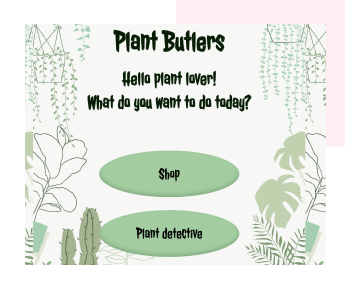 Plant Butlers
Hello plant lover!
What do you want to do today?
Shop
Plant detective